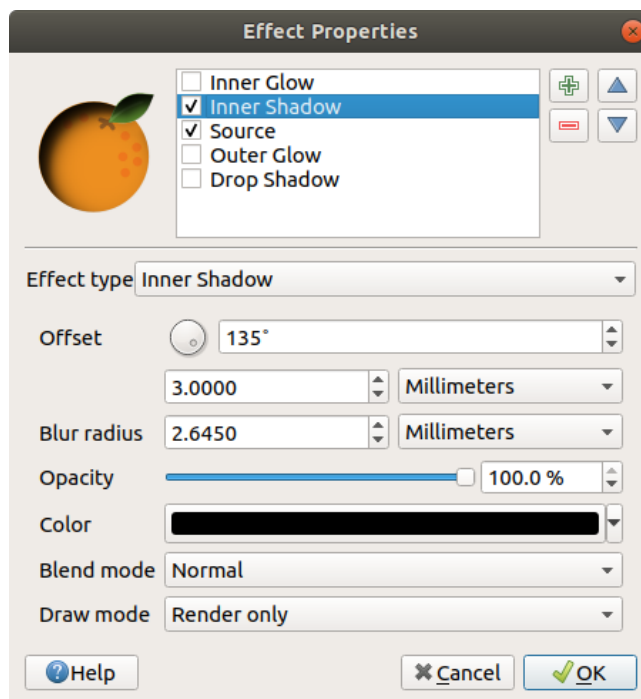 Effect Properties
Inner Glow
Inner Shadow
Source
Outer Glow
Drop Shadow
Effect type Inner Shadow
Offset 135°
3.0000 Millimeters
Blur radius 2.6450 Millimeters
Opacity 100.0 %
Color
Blend mode Normal
Draw mode Render only
Help Cancel OK